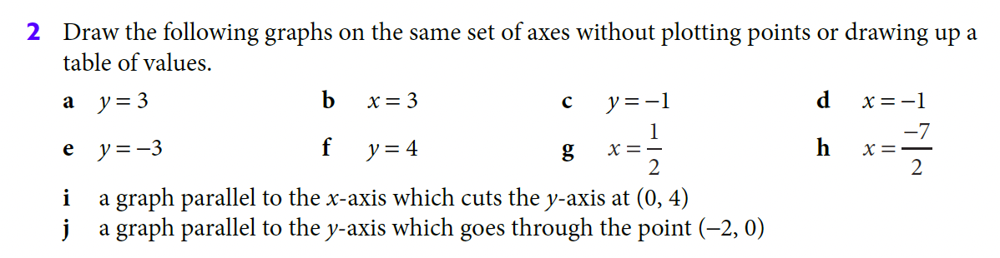 2 Draw the following graphs on the same set of axes without plotting points or drawing up a
table of values.
a y = 3 b x = 3 c y = −1 d x = −1
e y = −3 f y = 4 g x = 1/2 h x = −7/2
i a graph parallel to the x-axis which cuts the y-axis at (0, 4)
j a graph parallel to the y-axis which goes through the point (−2, 0)